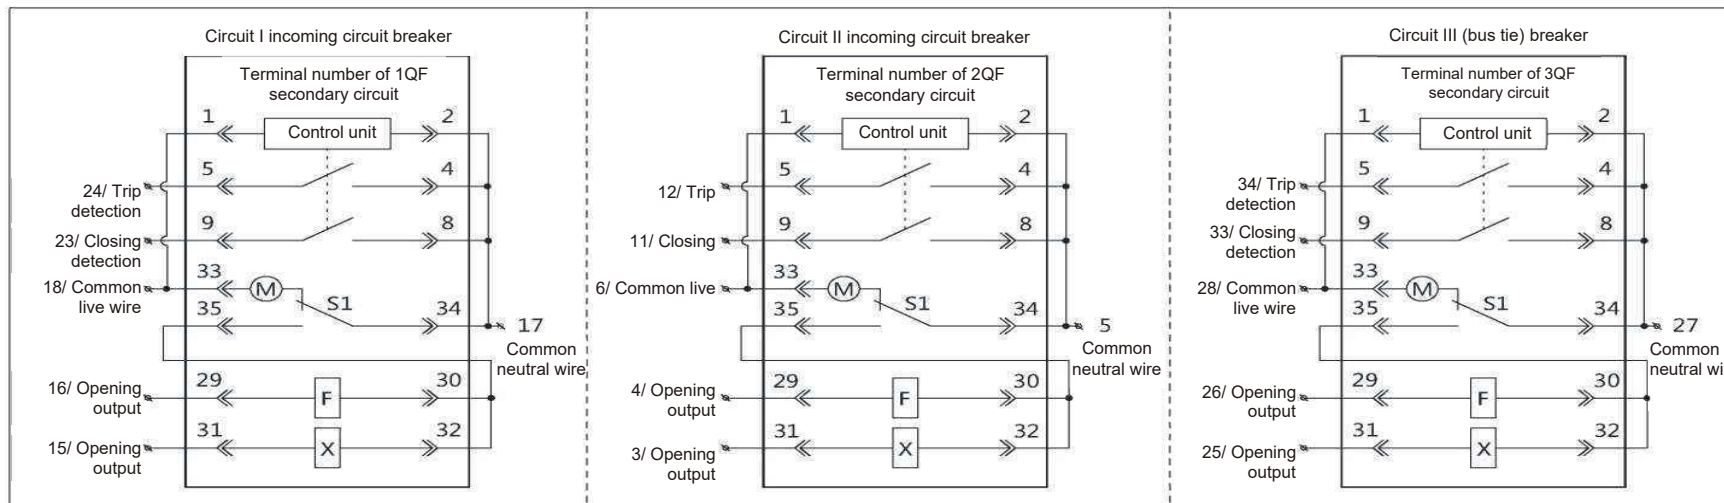 Circuit I incoming circuit breaker
Terminal number of 1QF
secondary circuit
1
2
Control unit
5
4
24/ Trip
detection
9
8
23/ Closing
detection
33
M
18/ Common
live wire
35
S1
34
17
Common
neutral wire
29
30
16/ Opening
output
F
31
32
15/ Opening
output
X
Circuit II incoming circuit breaker
Terminal number of 2QF
secondary circuit
1
2
Control unit
5
4
12/ Trip
9
8
11/ Closing
33
M
6/ Common live
35
S1
34
5
Common
neutral wire
29
30
4/ Opening
output
F
31
32
3/ Opening
output
X
Circuit III (bus tie) breaker
Terminal number of 3QF
secondary circuit
1
2
Control unit
5
4
34/ Trip
detection
9
8
33/ Closing
detection
33
M
28/ Common
live wire
35
S1
34
27
Common
neutral wi
29
30
26/ Opening
output
F
31
32
25/ Opening
output
X